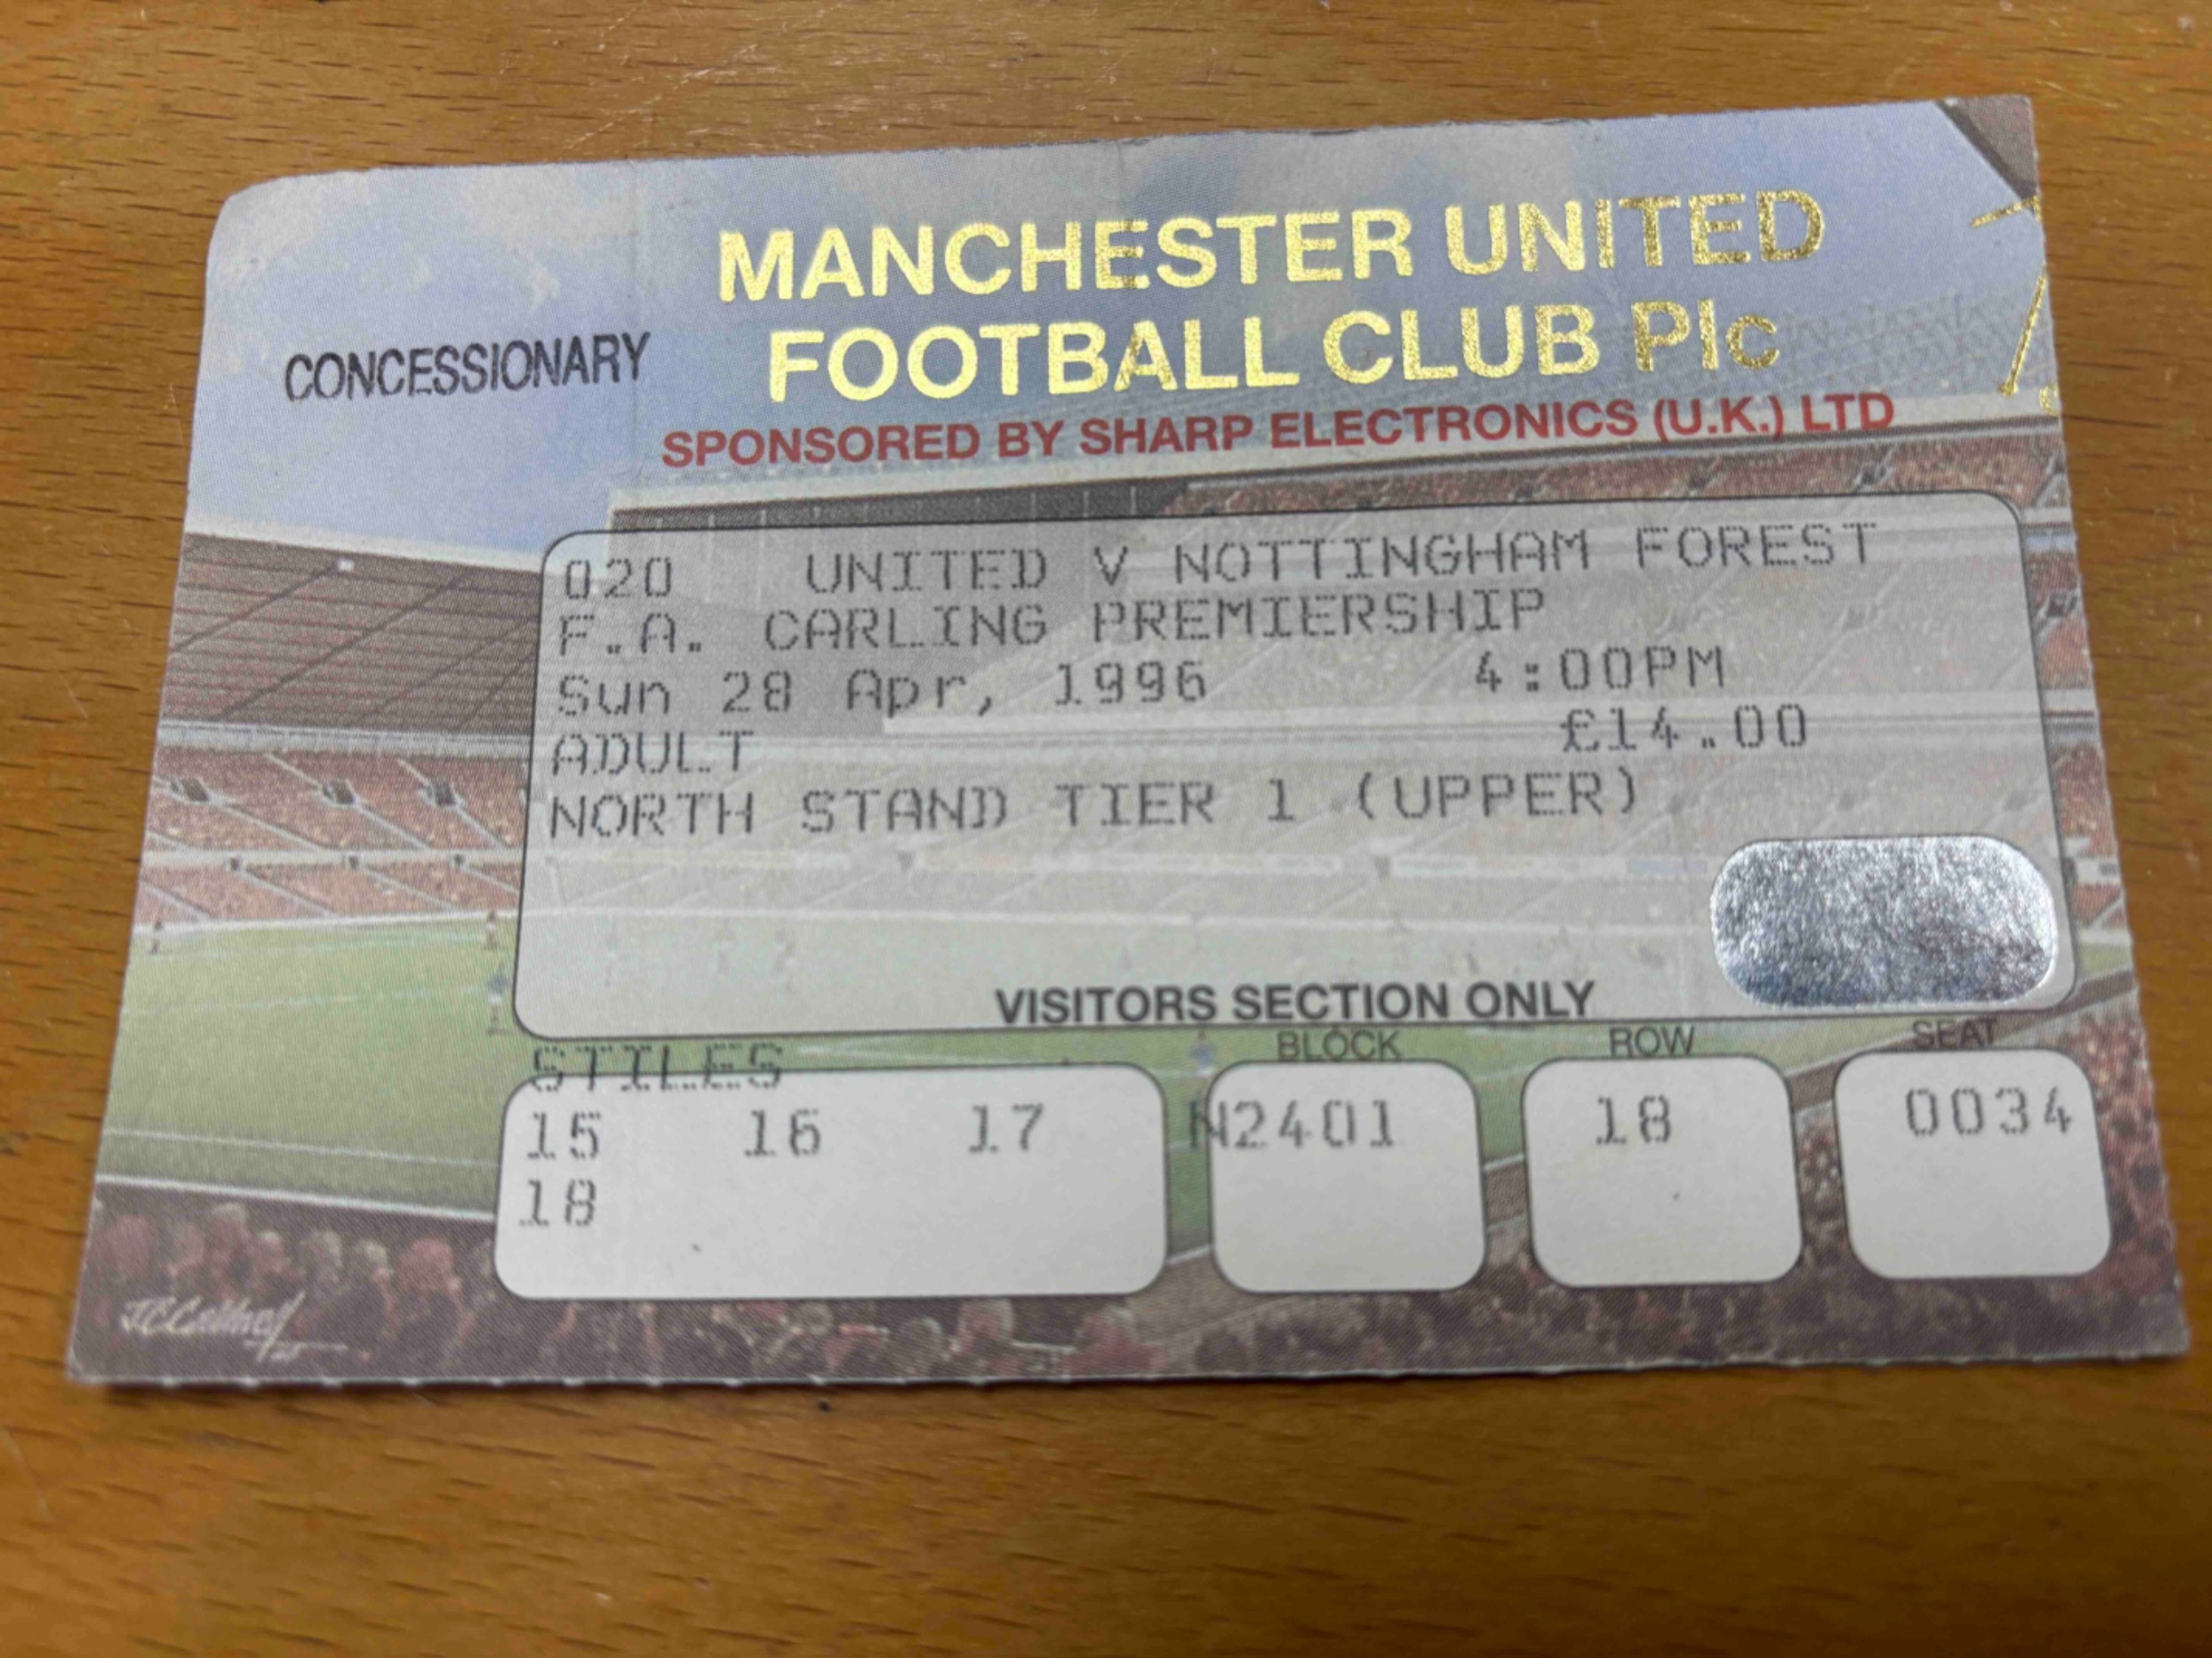 CONCESSIONARY
MANCHESTER UNITED
FOOTBALL CLUB Plc
SPONSORED BY SHARP ELECTRONICS (U.K.) LTD
020 UNITED V NOTTINGHAM FOREST
F.A. CARLING PREMIERSHIP
Sun 28 Apr, 1996 4:00PM
ADULT £14.00
NORTH STAND TIER 1 (UPPER)
VISITORS SECTION ONLY
STILES BLOCK ROW SEAT
15 16 17 N2401 18 0034
18